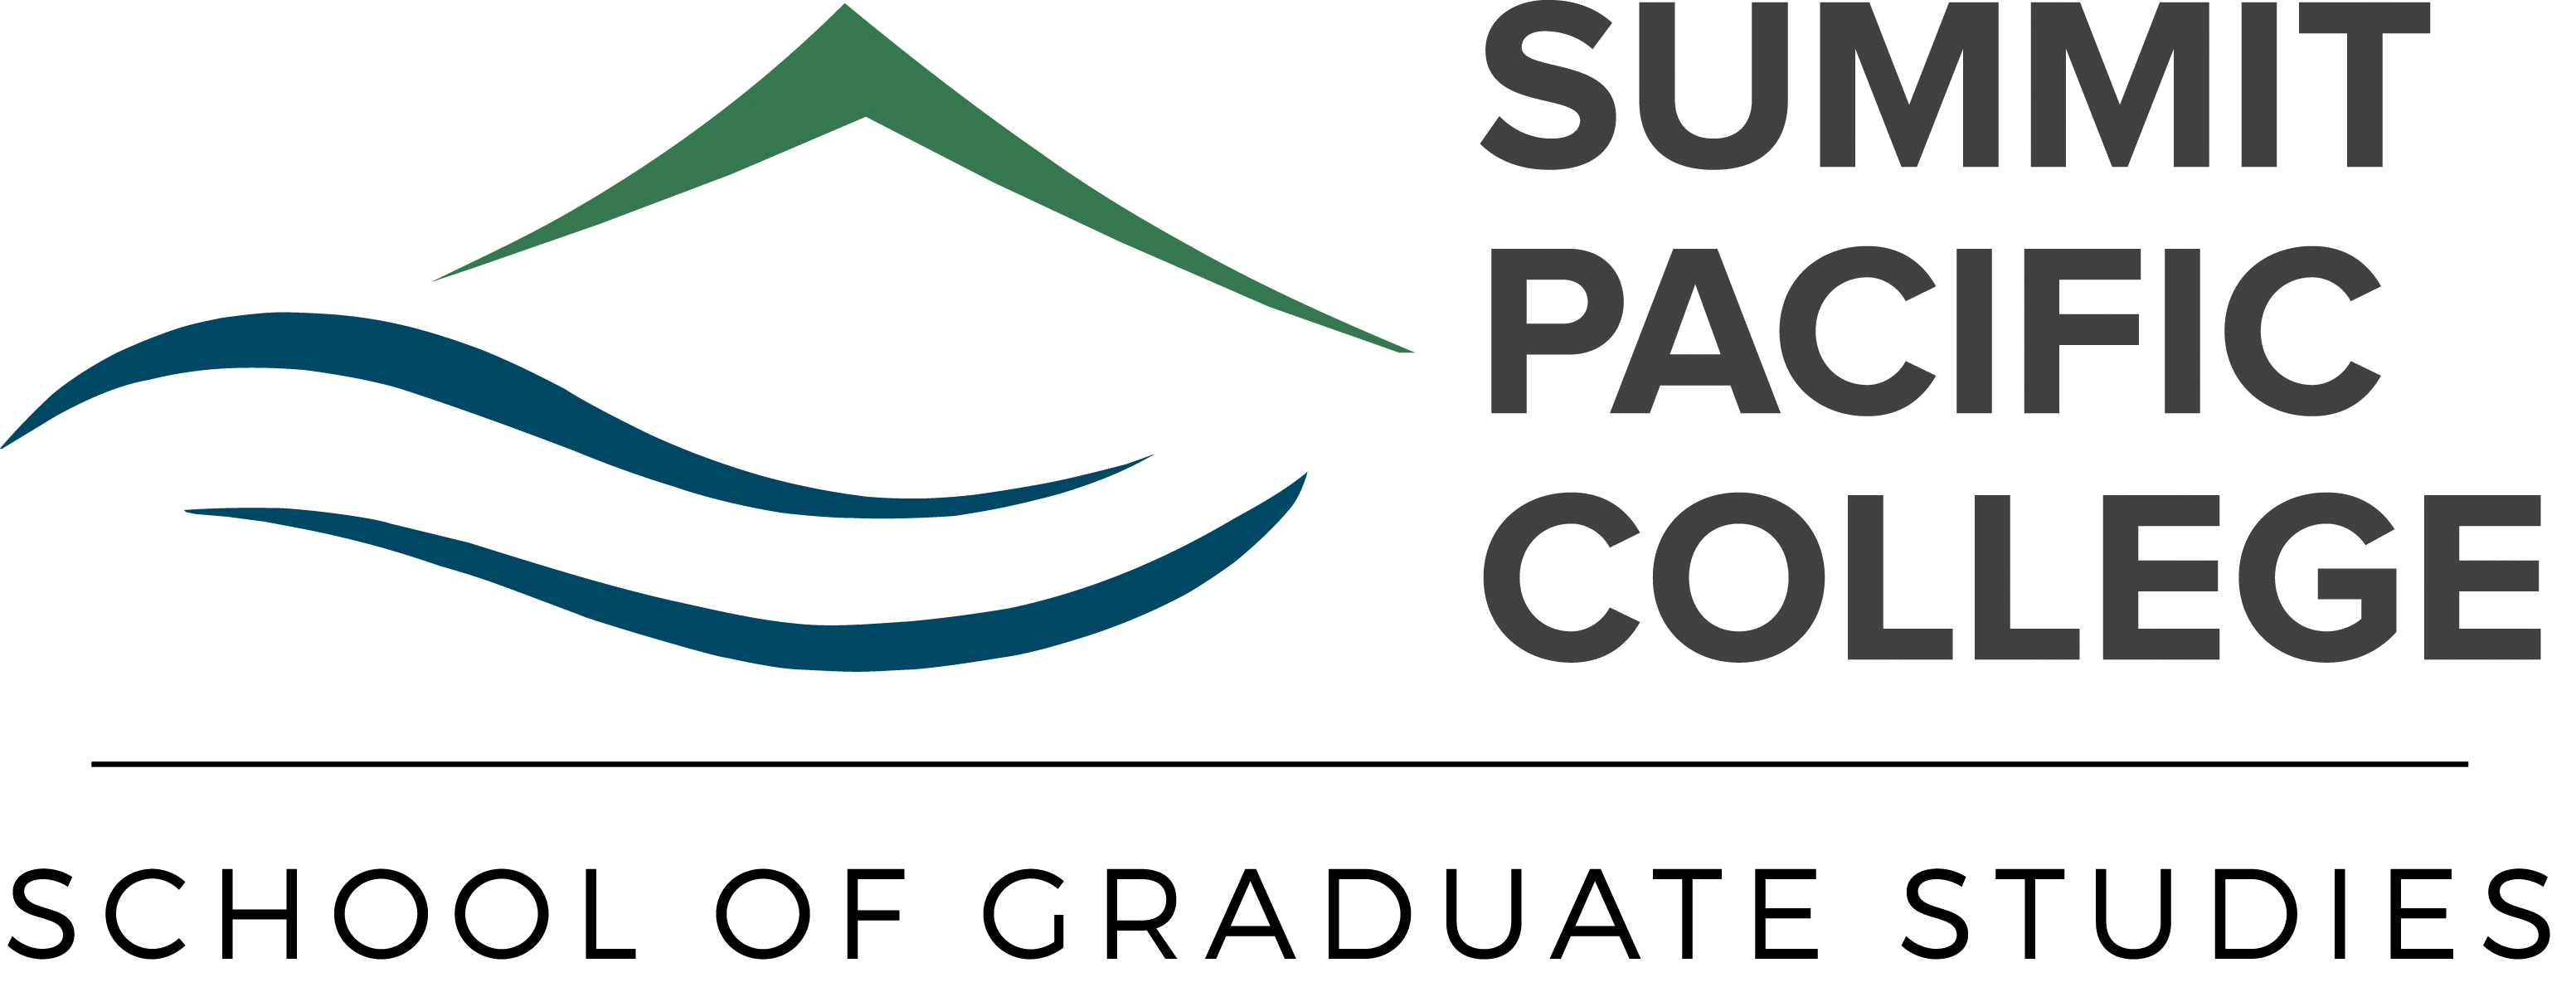 SUMMIT
PACIFIC
COLLEGE
SCHOOL OF GRADUATE STUDIES